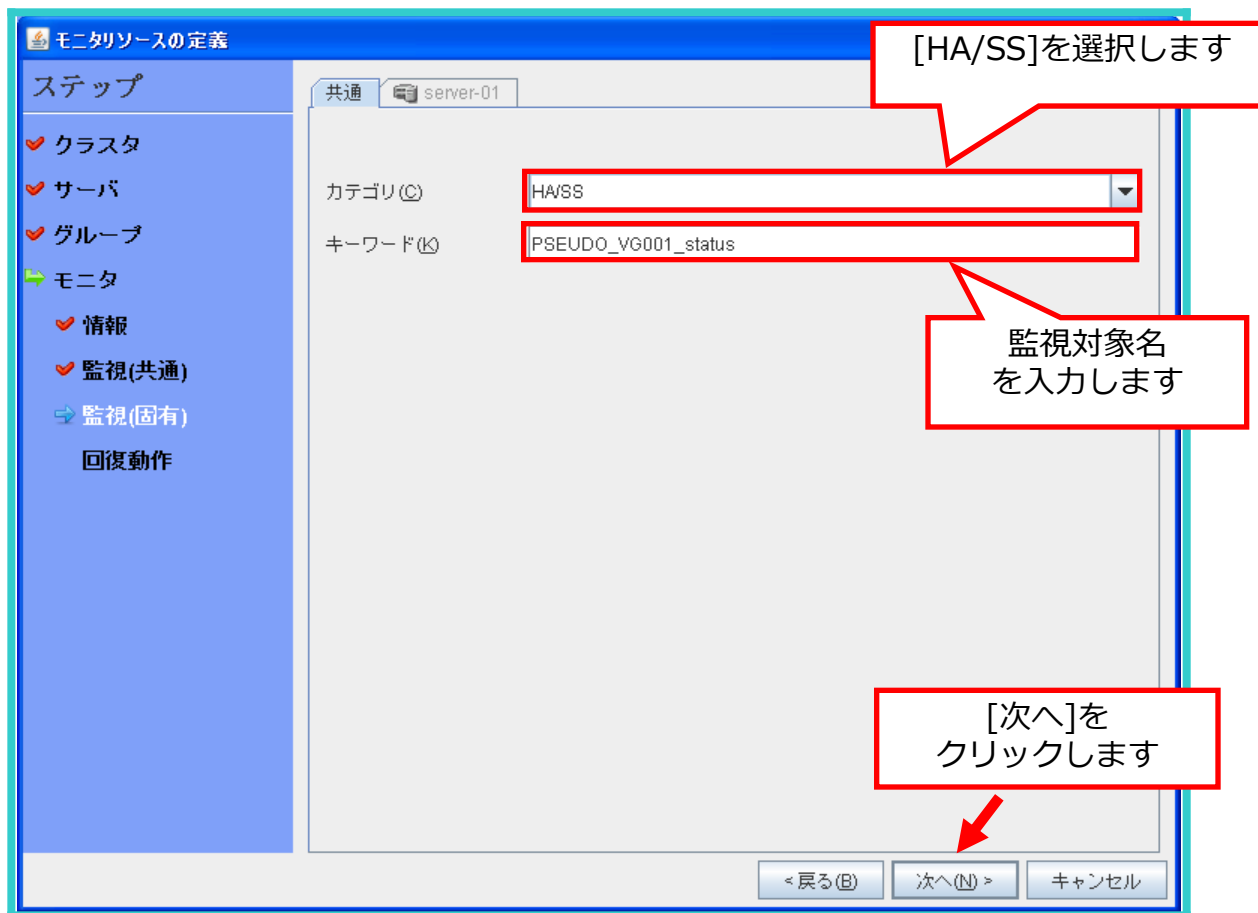 モニタリソースの定義
[HA/SS]を選択します
ステップ
共通
server-01
クラスタ
サーバ
グループ
モニタ
情報
監視(共通)
監視(固有)
回復動作
カテゴリ(C)
HA/SS
キーワード(K)
PSEUDO_VG001_status
監視対象名
を入力します
[次へ]を
クリックします
<戻る(B)
次へ(N) >
キャンセル